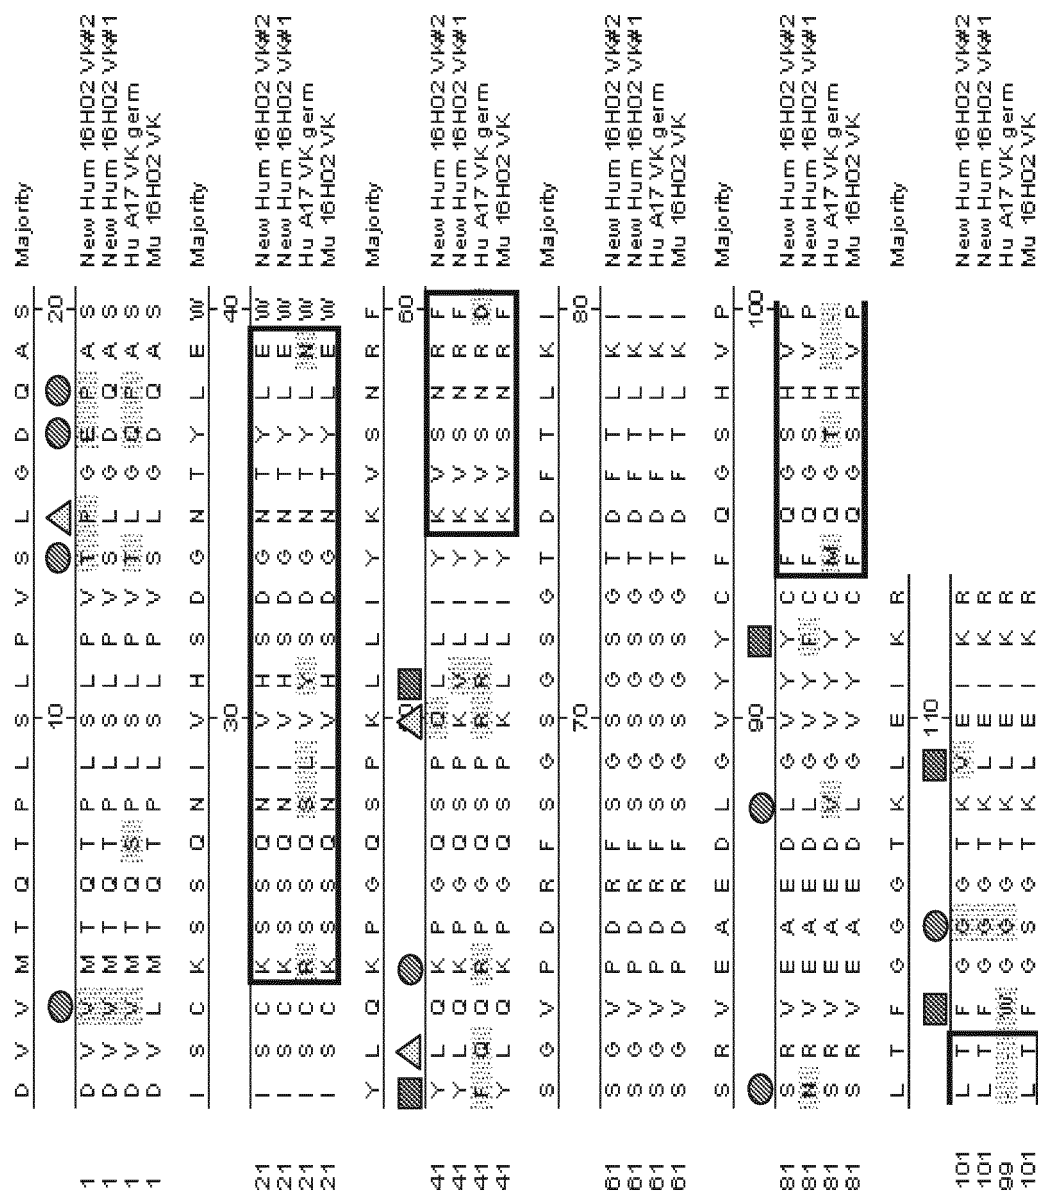 D V V M T Q T P L S L P V S L G D Q A S Majority
10 20
1 D V V M T Q T P L S L P V T P G E P A S New Hum 16H02 VK#2
1 D V V M T Q T P L S L P V S L G D Q A S New Hum 16H02 VK#1
1 D V V M T Q S P L S L P V T L G Q P A S Hu A17 VK germ
1 D V L M T Q T P L S L P V S L G D Q A S Mu 16H02 VK
I S C K S S Q N I V H S D G N T Y L E W Majority
30 40
21 I S C K S S Q N I V H S D G N T Y L E W New Hum 16H02 VK#2
21 I S C K S S Q N I V H S D G N T Y L E W New Hum 16H02 VK#1
21 I S C R S S Q S L V Y S D G N T Y L N W Hu A17 VK germ
21 I S C K S S Q N I V H S D G N T Y L E W Mu 16H02 VK
Y L Q K P G Q S P K L L I Y K V S N R F Majority
60
41 Y L Q K P G Q S P Q L L I Y K V S N R F New Hum 16H02 VK#2
41 Y L Q K P G Q S P K V L I Y K V S N R F New Hum 16H02 VK#1
41 F Q Q R P G Q S P R R L I Y K V S N R D Hu A17 VK germ
41 Y L Q K P G Q S P K L L I Y K V S N R F Mu 16H02 VK
S G V P D R F S G S G S G T D F T L K I Majority
70 80
61 S G V P D R F S G S G S G T D F T L K I New Hum 16H02 VK#2
61 S G V P D R F S G S G S G T D F T L K I New Hum 16H02 VK#1
61 S G V P D R F S G S G S G T D F T L K I Hu A17 VK germ
61 S G V P D R F S G S G S G T D F T L K I Mu 16H02 VK
S R V E A E D L G V Y Y C F Q G S H V P Majority
90 100
81 S R V E A E D L G V Y Y C F Q G S H V P New Hum 16H02 VK#2
81 N R V E A E D L G V Y F C F Q G S H V P New Hum 16H02 VK#1
81 S R V E A E D V G V Y Y C M Q G T H - - Hu A17 VK germ
81 S R V E A E D L G V Y Y C F Q G S H V P Mu 16H02 VK
L T F G G G T K L E I K R Majority
110
101 L T F G G G T K V E I K R New Hum 16H02 VK#2
101 L T F G G G T K L E I K R New Hum 16H02 VK#1
99 - - W G G G T K L E I K R Hu A17 VK germ
101 L T F G S G T K L E I K R Mu 16H02 VK